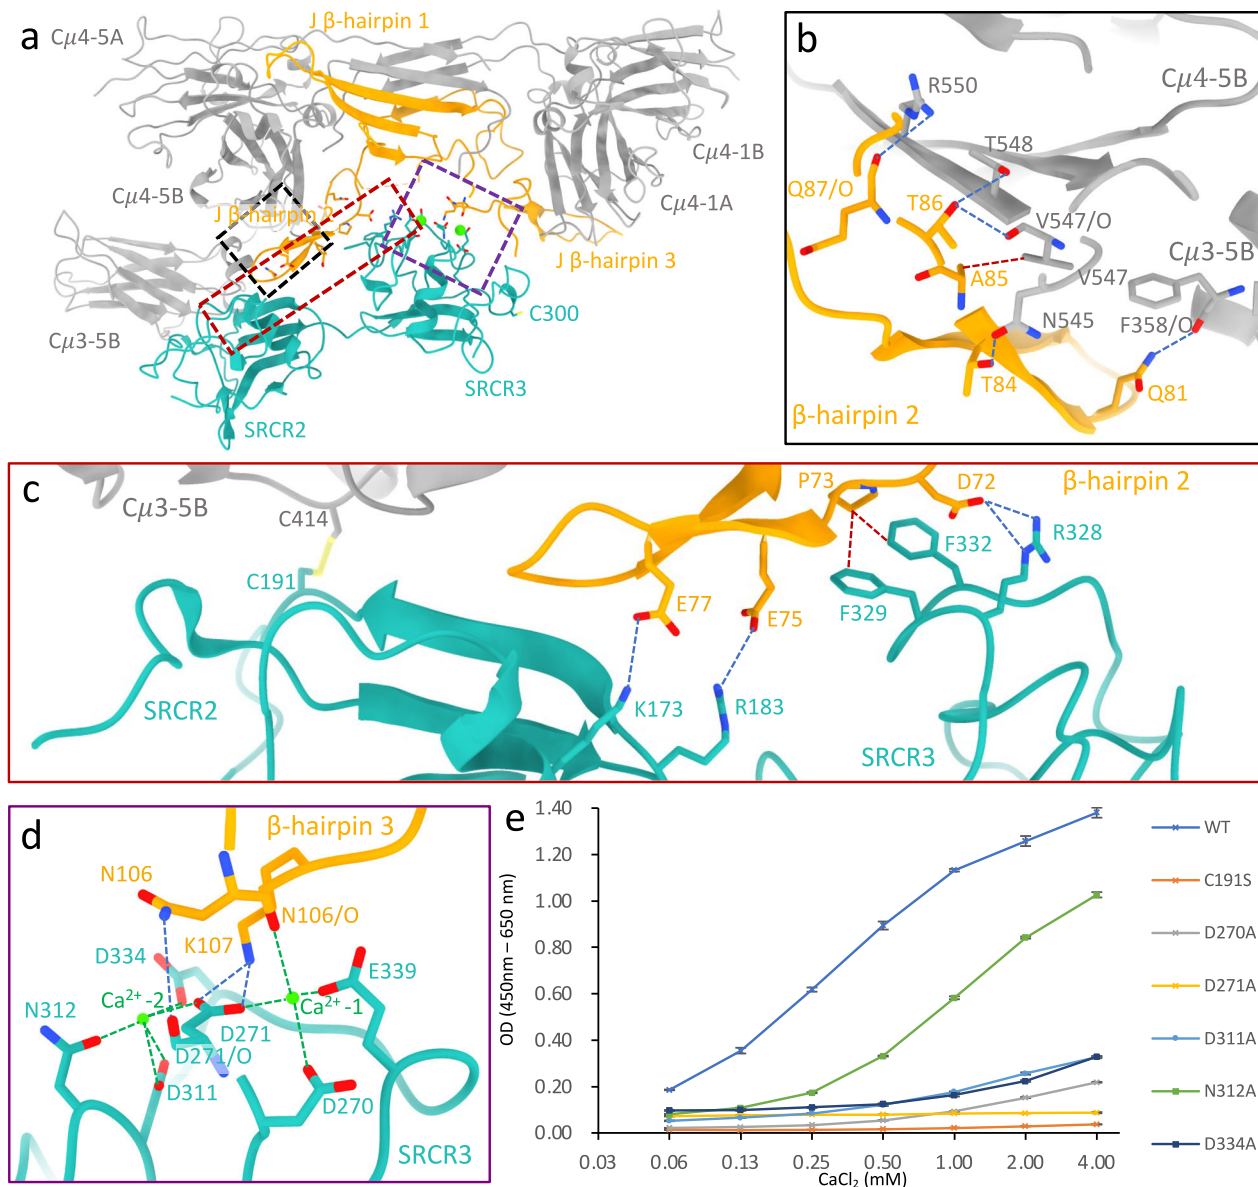 a
Cμ4-5A
J β-hairpin 1
Cμ4-1B
Cμ4-5B
Cμ4-1A
J β-hairpin 2
J β-hairpin 3
Cμ3-5B
C300
SRCR3
SRCR2
b
R550
Cμ4-5B
T548
Q87/O
T86
V547/O
Cμ3-5B
A85
V547
N545
F358/O
T84
Q81
β-hairpin 2
c
Cμ3-5B
C414
P73
D72
β-hairpin 2
F332
R328
C191
F329
E77
E75
SRCR2
K173
R183
SRCR3
d
β-hairpin 3
N106
N106/O
K107
D334
E339
Ca²⁺-2
Ca²⁺-1
N312
D271
D271/O
D311
D270
SRCR3
e
OD (450nm – 650 nm)
1.40
1.20
1.00
0.80
0.60
0.40
0.20
0.00
0.03 0.06 0.13 0.25 0.50 1.00 2.00 4.00
CaCl₂ (mM)
WT
C191S
D270A
D271A
D311A
N312A
D334A